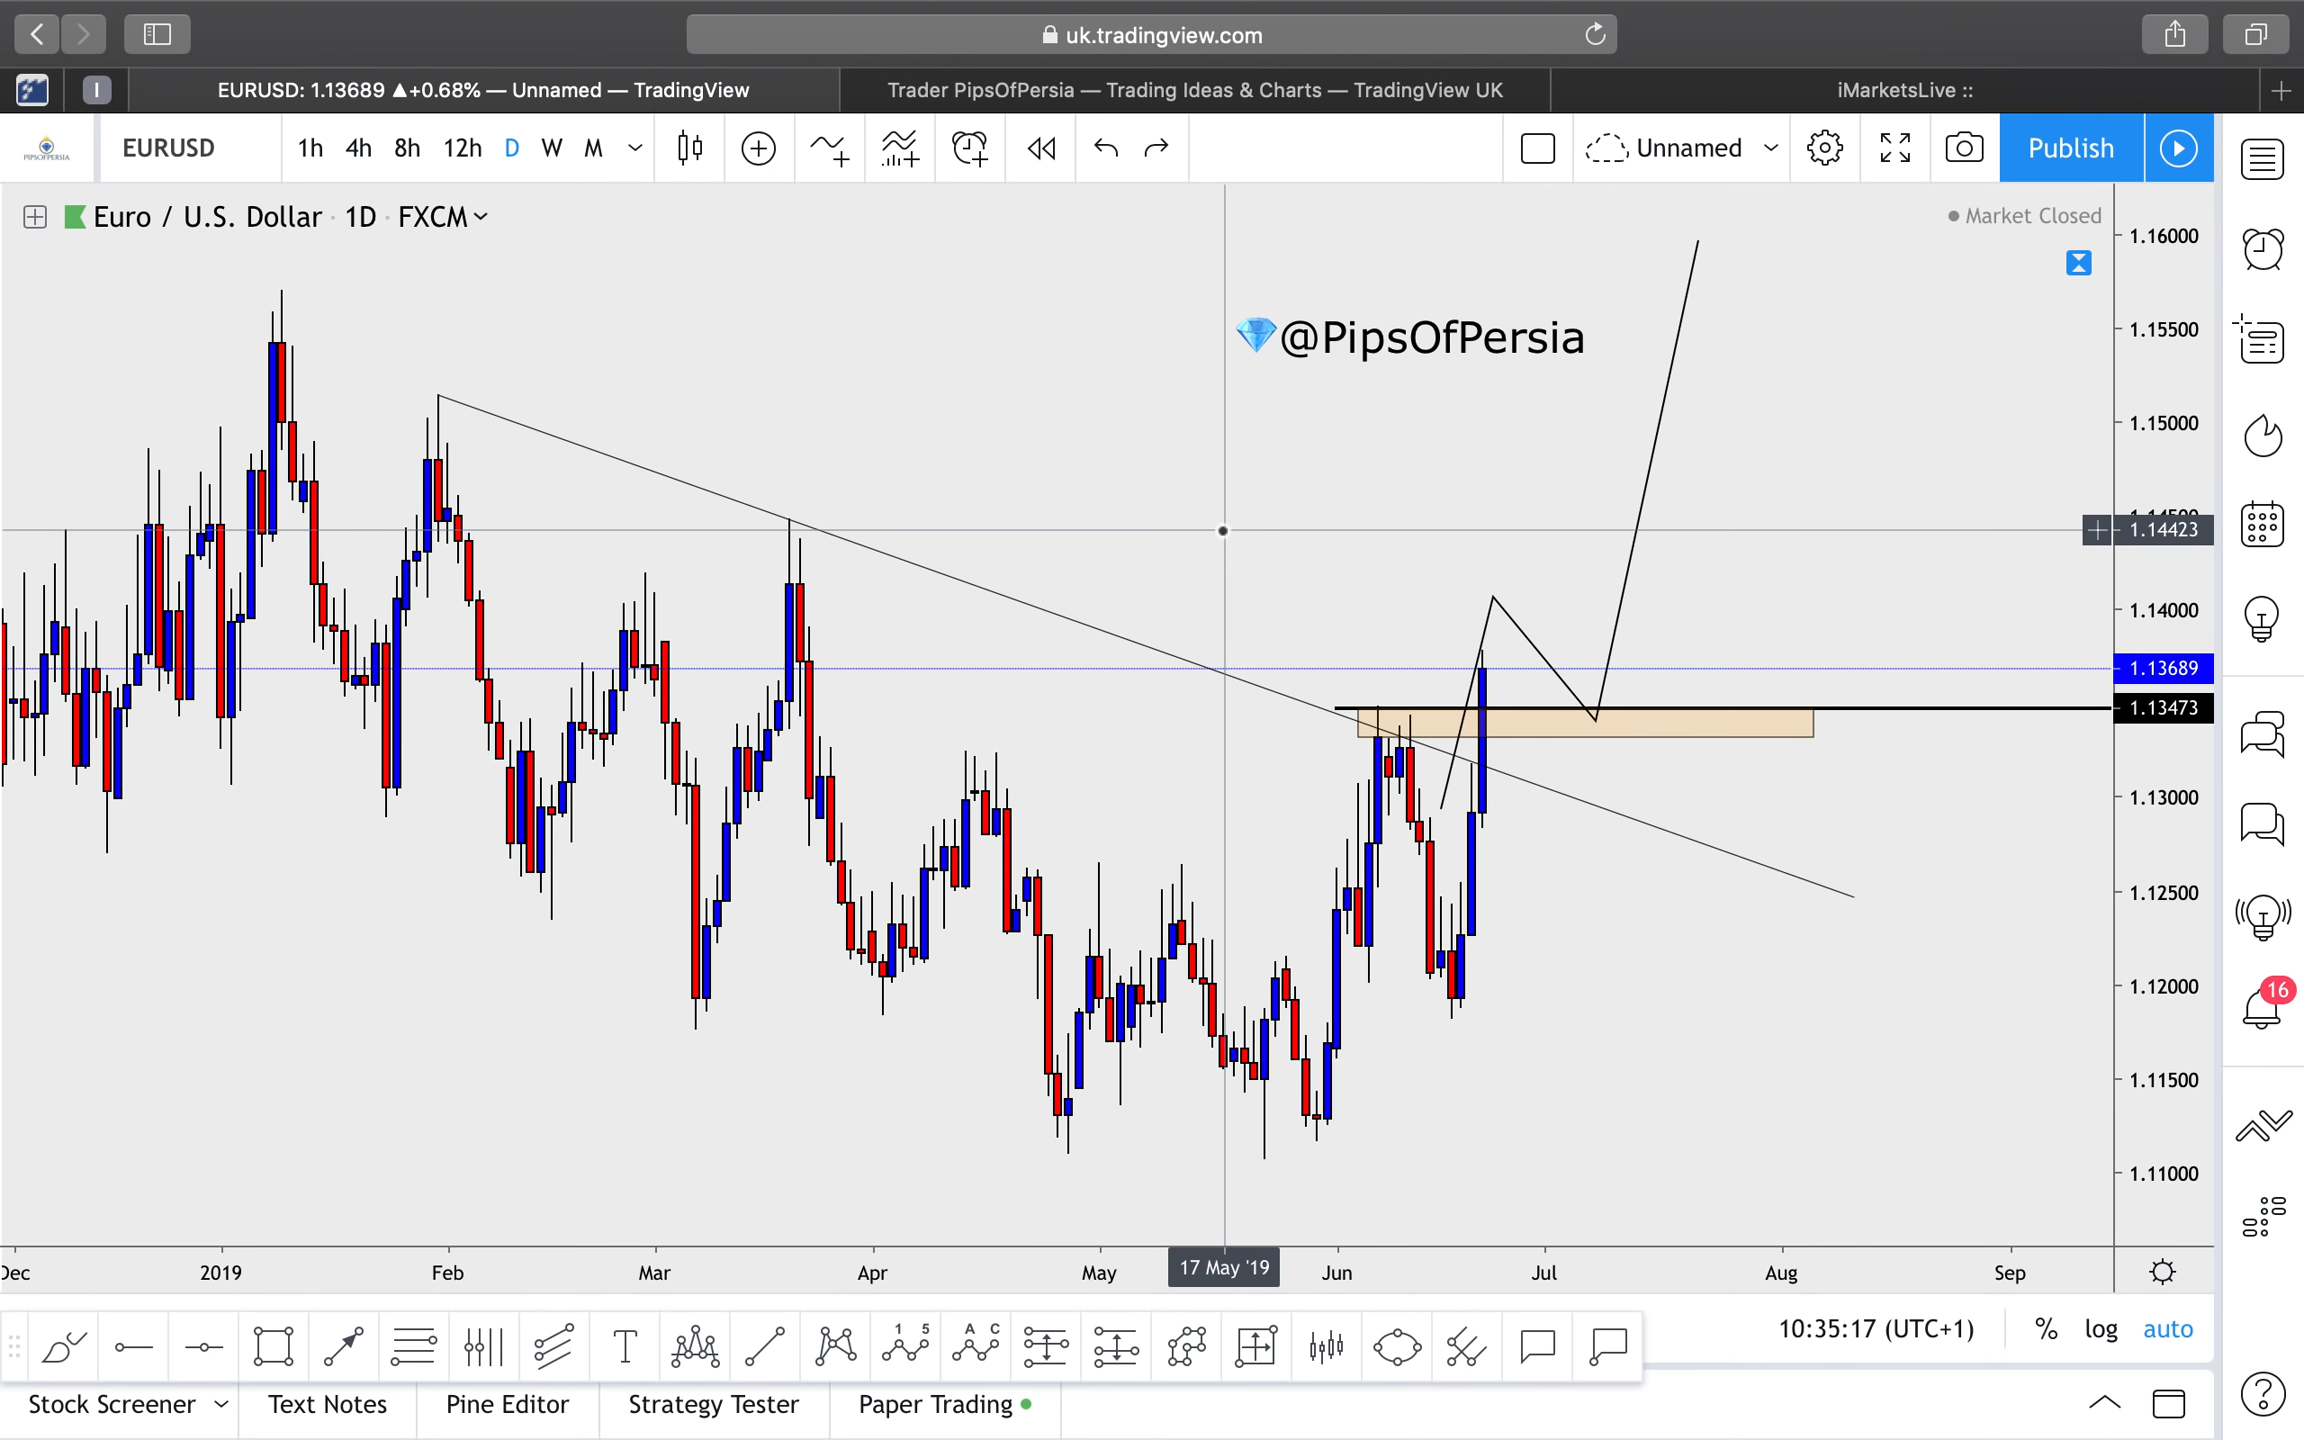 uk.tradingview.com
I
EURUSD: 1.13689 ▲+0.68% — Unnamed — TradingView
Trader PipsOfPersia — Trading Ideas & Charts — TradingView UK
iMarketsLive ::
PIPSOFPERSIA
EURUSD
1h 4h 8h 12h D W M
Unnamed
Publish
Euro / U.S. Dollar · 1D · FXCM
Market Closed
💎@PipsOfPersia
1.16000
1.15500
1.15000
1.14423
1.14000
1.13689
1.13473
1.13000
1.12500
1.12000
1.11500
1.11000
16
Dec 2019 Feb Mar Apr May 17 May '19 Jun Jul Aug Sep
T
1 5
A C
10:35:17 (UTC+1)
% log auto
Stock Screener
Text Notes
Pine Editor
Strategy Tester
Paper Trading